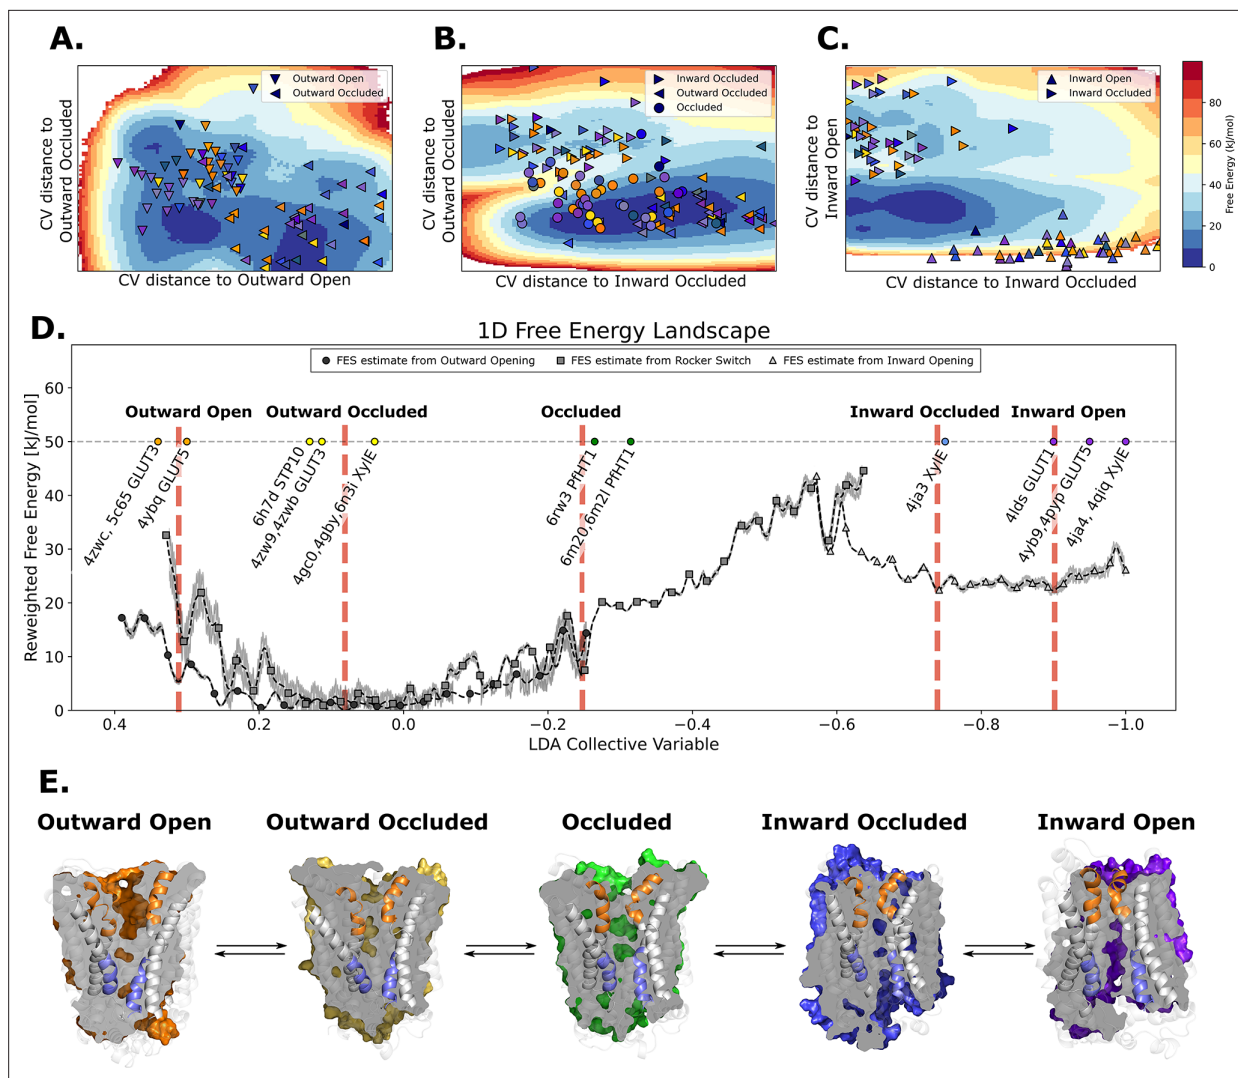 A.
B.
C.
Outward Open
Outward Occluded
Inward Occluded
Outward Occluded
Occluded
Inward Open
Inward Occluded
CV distance to
Outward Occluded
CV distance to
Outward Occluded
CV distance to
Inward Open
CV distance to Outward Open
CV distance to Inward Occluded
CV distance to Inward Occluded
80
60
40
20
0
Free Energy (kJ/mol)
D.
1D Free Energy Landscape
FES estimate from Outward Opening
FES estimate from Rocker Switch
FES estimate from Inward Opening
Outward Open
Outward Occluded
Occluded
Inward Occluded
Inward Open
4zwc, 5c65 GLUT3
4ybq GLUT5
6h7d STP10
4zw9,4zwb GLUT3
4gc0,4gby,6n3i XylE
6rw3 PfHT1
6m20,6m2l PfHT1
4ja3 XylE
4lds GLUT1
4yb9,4pyp GLUT5
4ja4, 4qiq XylE
Reweighted Free Energy [kJ/mol]
60
50
40
30
20
10
0
0.4
0.2
0.0
−0.2
−0.4
−0.6
−0.8
−1.0
LDA Collective Variable
E.
Outward Open
Outward Occluded
Occluded
Inward Occluded
Inward Open